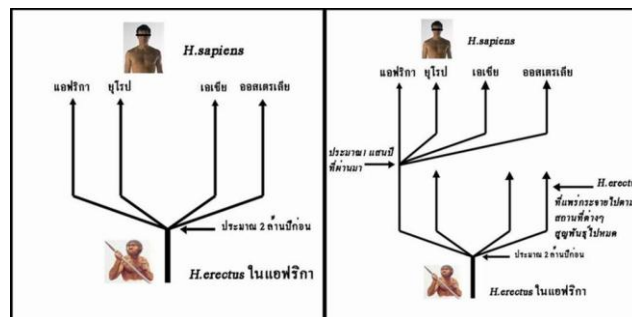 H.sapiens
แอฟริกา ยุโรป เอเชีย ออสเตรเลีย
ประมาณ 2 ล้านปีก่อน
H.erectus ในแอฟริกา
H.sapiens
แอฟริกา ยุโรป เอเชีย ออสเตรเลีย
ประมาณ1 แสนปี
ที่ผ่านมา
H.erectus
ที่แพร่กระจายไปตาม
สถานที่ต่างๆ
สูญพันธุ์ไปหมด
ประมาณ 2 ล้านปีก่อน
H.erectus ในแอฟริกา